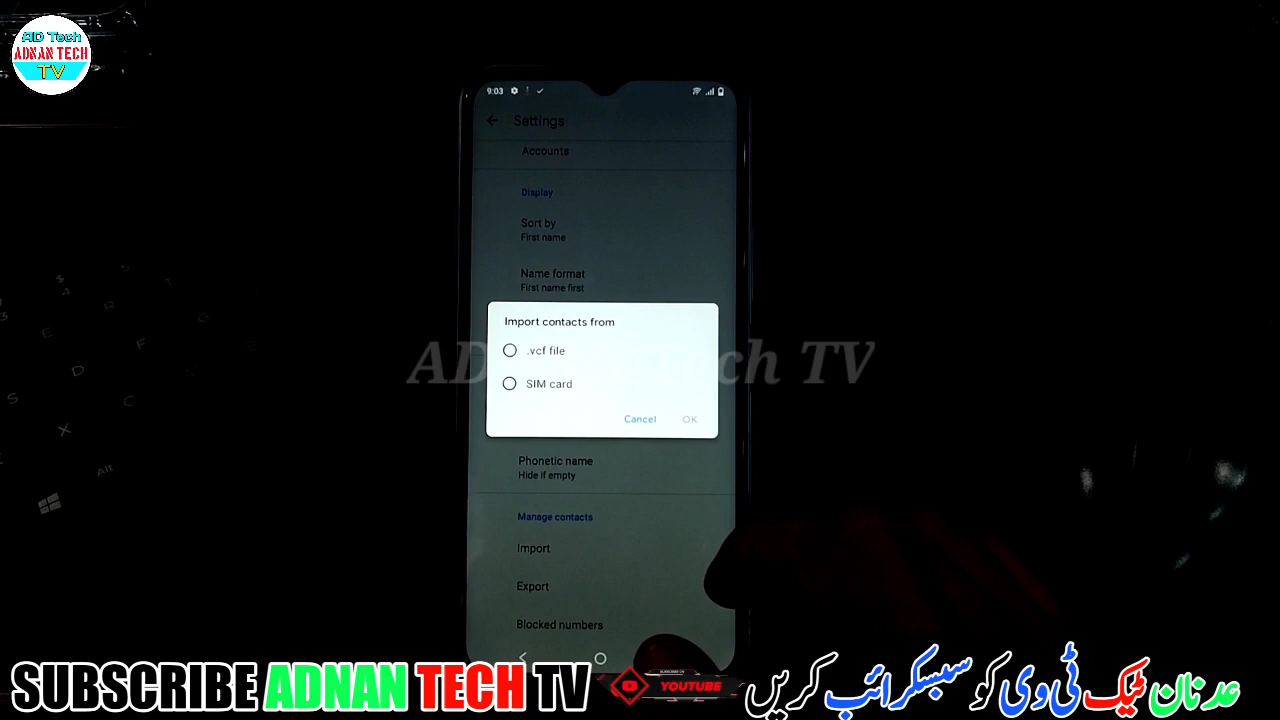 AD Tech
ADNAN TECH
TV
9:03
Settings
Accounts
Display
Sort by
First name
Name format
First name first
Import contacts from
.vcf file
SIM card
Cancel OK
Phonetic name
Hide if empty
Manage contacts
Import
Export
Blocked numbers
AD Tech TV
Alt
SUBSCRIBE ADNAN TECH TV
YOUTUBE
عدنان ٹیک ٹی وی کو سبسکرائب کریں